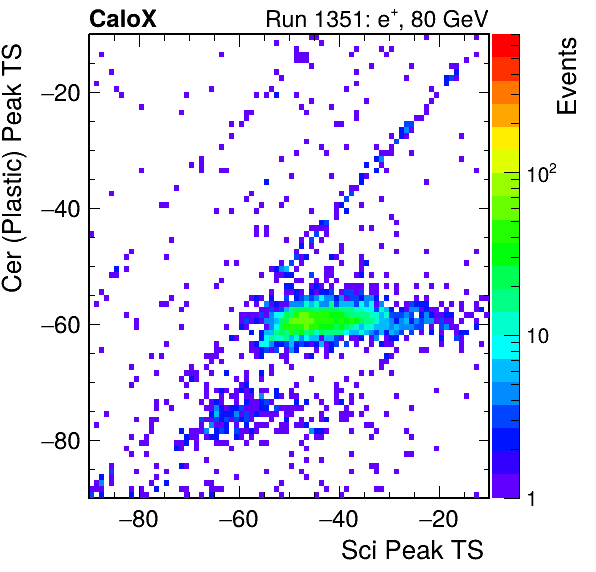 CaloX Run 1351: e+, 80 GeV
Cer (Plastic) Peak TS
−20
−40
−60
−80
−80 −60 −40 −20
Sci Peak TS
Events
10²
10
1